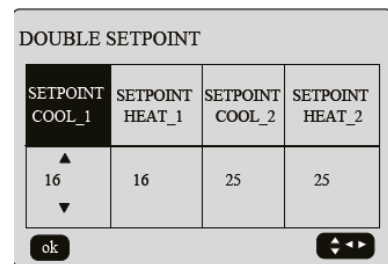 DOUBLE SETPOINT
SETPOINT COOL_1
SETPOINT HEAT_1
SETPOINT COOL_2
SETPOINT HEAT_2
16
16
25
25
ok